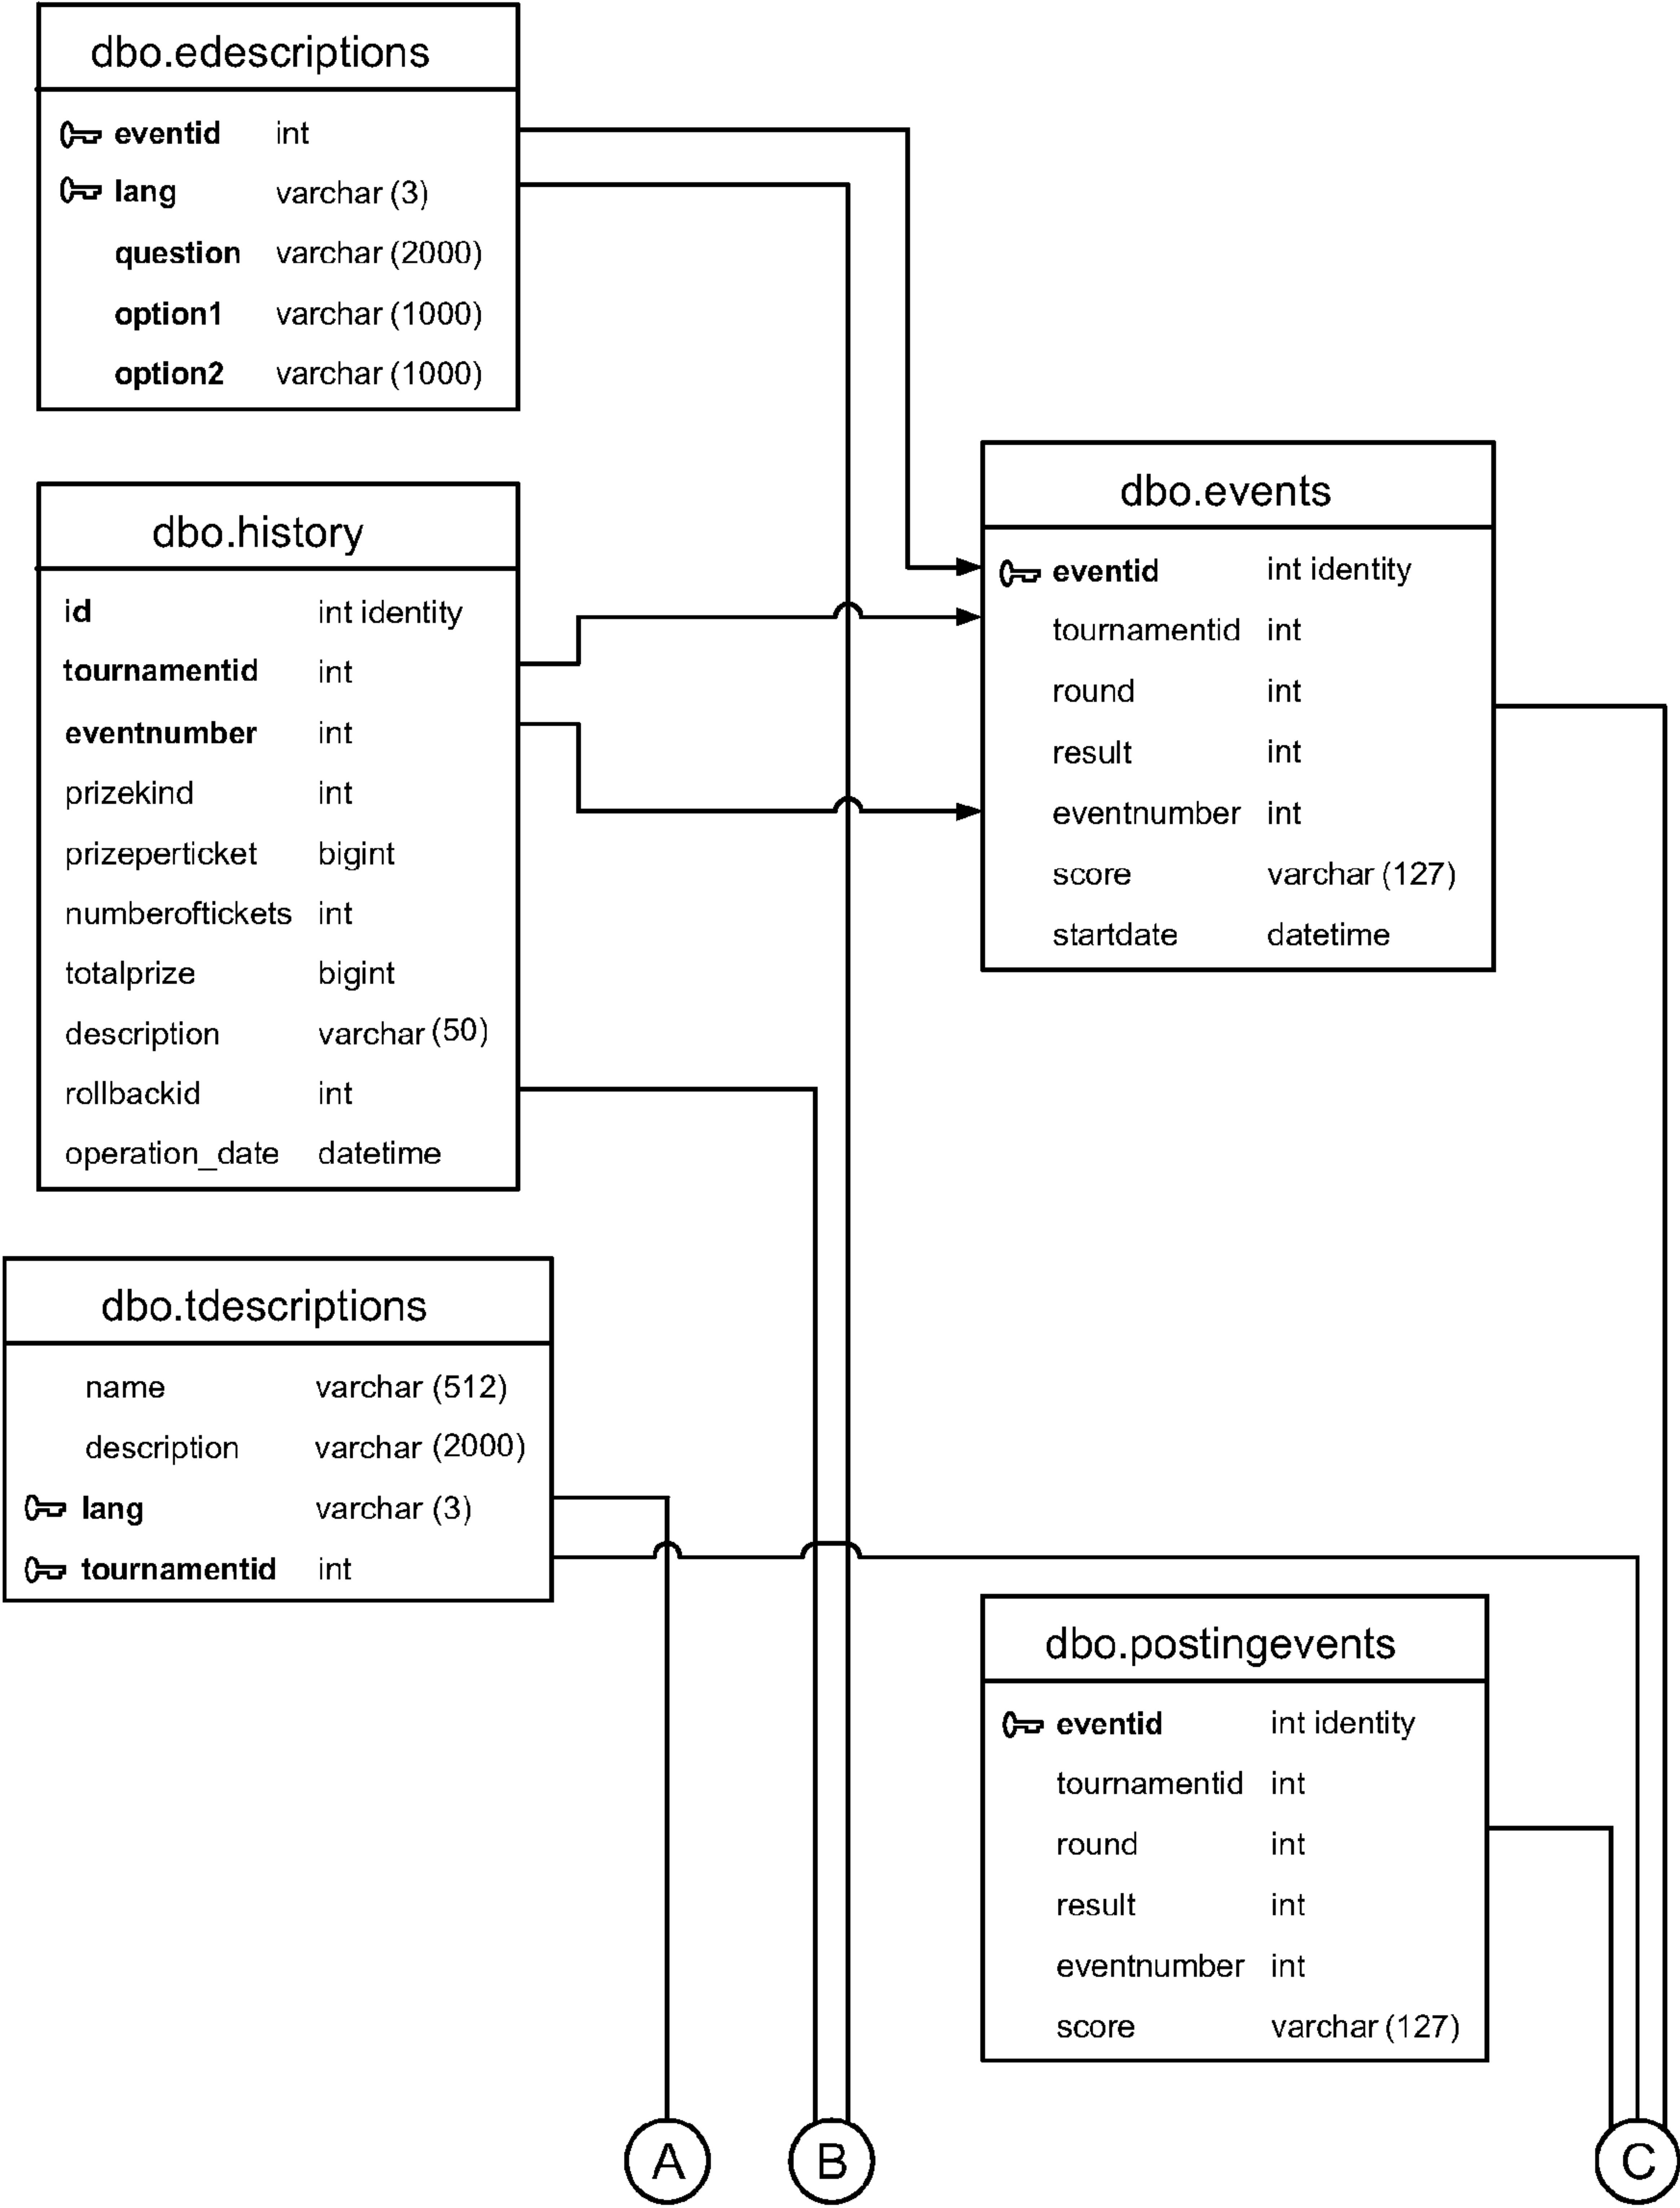 dbo.edescriptions
eventid int
lang varchar (3)
question varchar (2000)
option1 varchar (1000)
option2 varchar (1000)
dbo.history
id int identity
tournamentid int
eventnumber int
prizekind int
prizeperticket bigint
numberoftickets int
totalprize bigint
description varchar (50)
rollbackid int
operation_date datetime
dbo.events
eventid int identity
tournamentid int
round int
result int
eventnumber int
score varchar (127)
startdate datetime
dbo.tdescriptions
name varchar (512)
description varchar (2000)
lang varchar (3)
tournamentid int
dbo.postingevents
eventid int identity
tournamentid int
round int
result int
eventnumber int
score varchar (127)
A B C